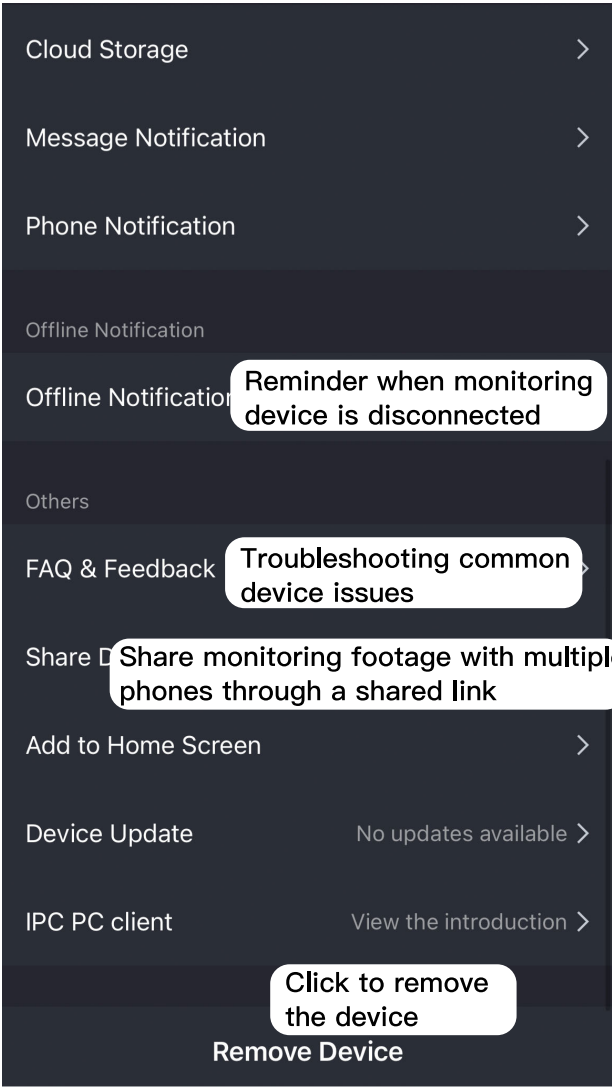 Cloud Storage
Message Notification
Phone Notification
Offline Notification
Offline Notification
Reminder when monitoring
device is disconnected
Others
FAQ & Feedback
Troubleshooting common
device issues
Share
Share monitoring footage with
phones through a shared link
Add to Home Screen
Device Update No updates available
IPC PC client View the introduction
Click to remove
the device
Remove Device